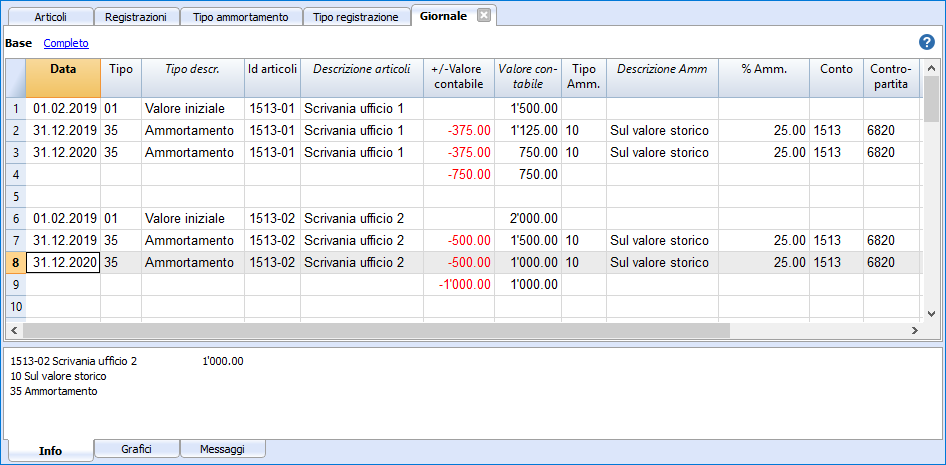 Articoli Registrazioni Tipo ammortamento Tipo registrazione Giornale
Base Completo ?
Data Tipo Tipo descr. Id articoli Descrizione articoli +/-Valore contabile Valore con-tabile Tipo Amm. Descrizione Amm % Amm. Conto Contro-partita
1 01.02.2019 01 Valore iniziale 1513-01 Scrivania ufficio 1 1'500.00
2 31.12.2019 35 Ammortamento 1513-01 Scrivania ufficio 1 -375.00 1'125.00 10 Sul valore storico 25.00 1513 6820
3 31.12.2020 35 Ammortamento 1513-01 Scrivania ufficio 1 -375.00 750.00 10 Sul valore storico 25.00 1513 6820
4 -750.00 750.00
5
6 01.02.2019 01 Valore iniziale 1513-02 Scrivania ufficio 2 2'000.00
7 31.12.2019 35 Ammortamento 1513-02 Scrivania ufficio 2 -500.00 1'500.00 10 Sul valore storico 25.00 1513 6820
8 31.12.2020 35 Ammortamento 1513-02 Scrivania ufficio 2 -500.00 1'000.00 10 Sul valore storico 25.00 1513 6820
9 -1'000.00 1'000.00
10
1513-02 Scrivania ufficio 2 1'000.00
10 Sul valore storico
35 Ammortamento
Info Grafici Messaggi